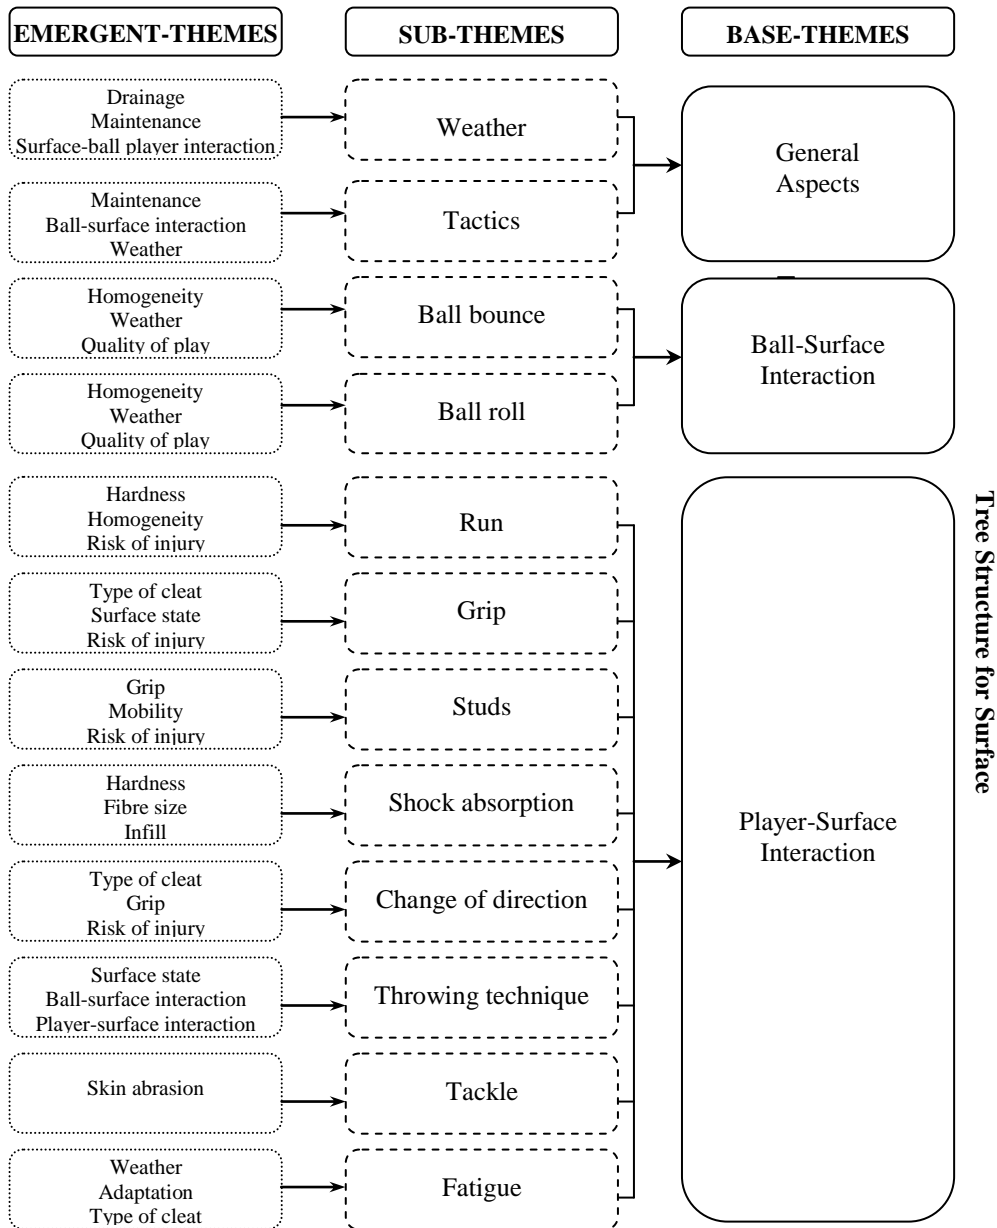 EMERGENT-THEMES
SUB-THEMES
BASE-THEMES
Drainage
Maintenance
Surface-ball player interaction
Weather
General
Aspects
Maintenance
Ball-surface interaction
Weather
Tactics
Homogeneity
Weather
Quality of play
Ball bounce
Ball-Surface
Interaction
Homogeneity
Weather
Quality of play
Ball roll
Hardness
Homogeneity
Risk of injury
Run
Type of cleat
Surface state
Risk of injury
Grip
Grip
Mobility
Risk of injury
Studs
Hardness
Fibre size
Infill
Shock absorption
Player-Surface
Interaction
Type of cleat
Grip
Risk of injury
Change of direction
Surface state
Ball-surface interaction
Player-surface interaction
Throwing technique
Skin abrasion
Tackle
Weather
Adaptation
Type of cleat
Fatigue
Tree Structure for Surface